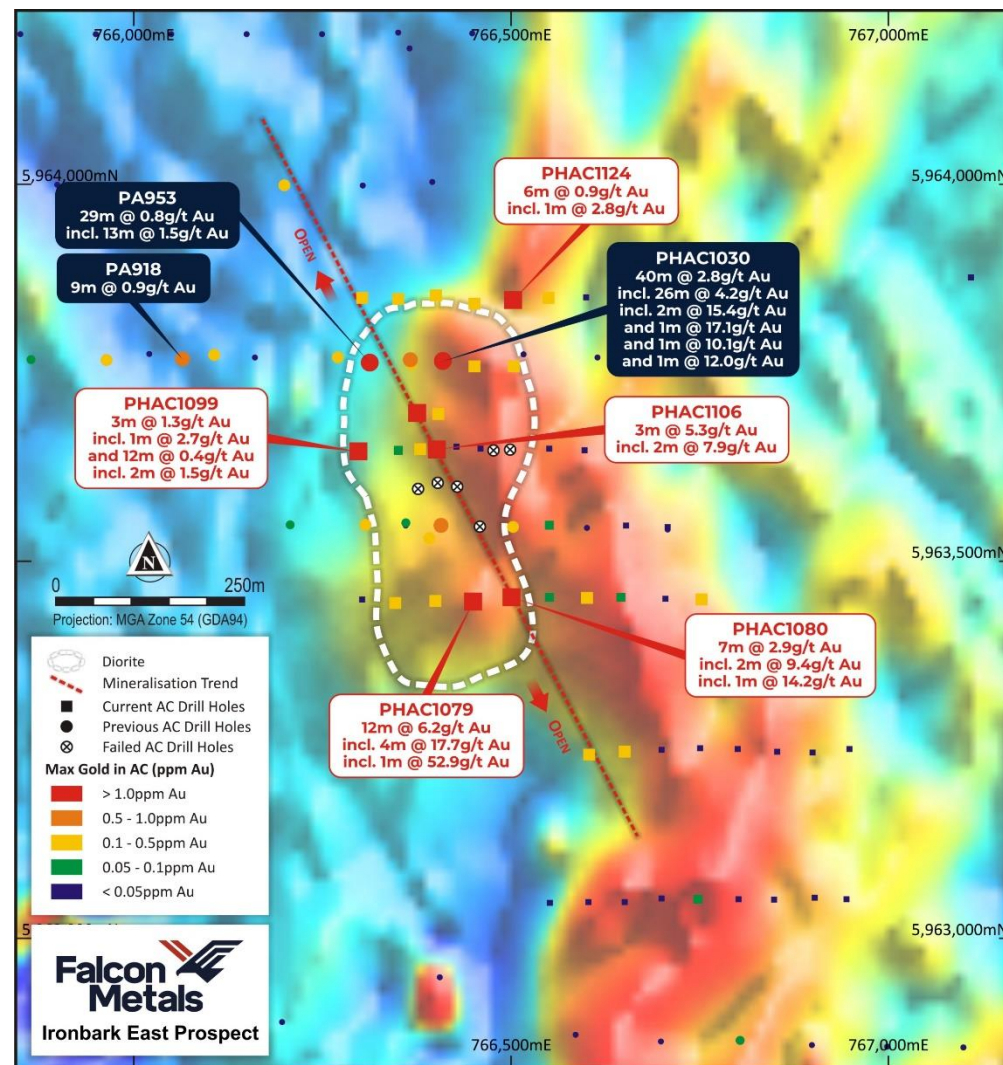 766,000mE
766,500mE
767,000mE
5,964,000mN
5,964,000mN
PHAC1124
6m @ 0.9g/t Au
incl. 1m @ 2.8g/t Au
PA953
29m @ 0.8g/t Au
incl. 13m @ 1.5g/t Au
OPEN
PHAC1030
40m @ 2.8g/t Au
incl. 26m @ 4.2g/t Au
incl. 2m @ 15.4g/t Au
and 1m @ 17.1g/t Au
and 1m @ 10.1g/t Au
and 1m @ 12.0g/t Au
PA918
9m @ 0.9g/t Au
PHAC1099
3m @ 1.3g/t Au
incl. 1m @ 2.7g/t Au
and 12m @ 0.4g/t Au
incl. 2m @ 1.5g/t Au
PHAC1106
3m @ 5.3g/t Au
incl. 2m @ 7.9g/t Au
N
0 250m
Projection: MGA Zone 54 (GDA94)
5,963,500mN
PHAC1080
7m @ 2.9g/t Au
incl. 2m @ 9.4g/t Au
incl. 1m @ 14.2g/t Au
PHAC1079
12m @ 6.2g/t Au
incl. 4m @ 17.7g/t Au
incl. 1m @ 52.9g/t Au
OPEN
Diorite
Mineralisation Trend
Current AC Drill Holes
Previous AC Drill Holes
Failed AC Drill Holes
Max Gold in AC (ppm Au)
> 1.0ppm Au
0.5 - 1.0ppm Au
0.1 - 0.5ppm Au
0.05 - 0.1ppm Au
< 0.05ppm Au
5,963,000mN
Falcon
Metals
Ironbark East Prospect
766,500mE
767,000mE